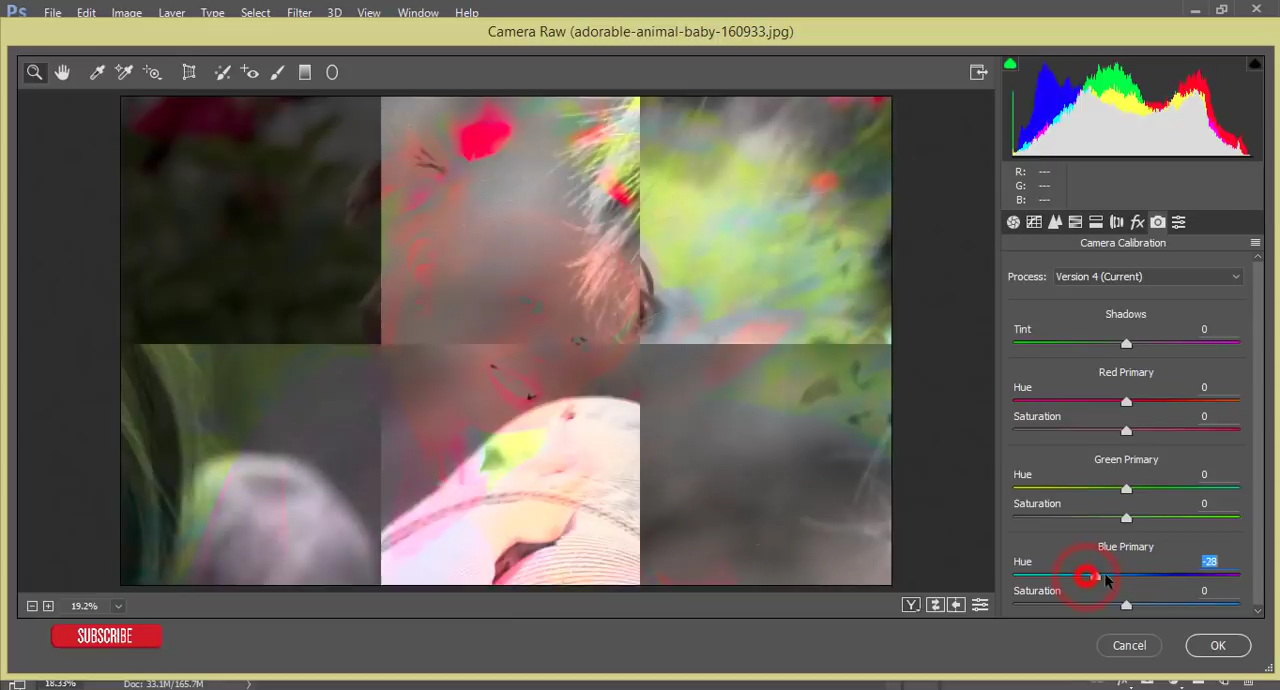 Ps File Edit Image Layer Type Select Filter 3D View Window Help
Camera Raw (adorable-animal-baby-160933.jpg)
R: ---
G: ---
B: ---
fx
Camera Calibration
Process: Version 4 (Current)
Shadows
Tint 0
Red Primary
Hue 0
Saturation 0
Green Primary
Hue 0
Saturation 0
Blue Primary
Hue -28
Saturation 0
19.2%
Y
SUBSCRIBE
Cancel OK
18.33% Doc: 33.1M/165.7M